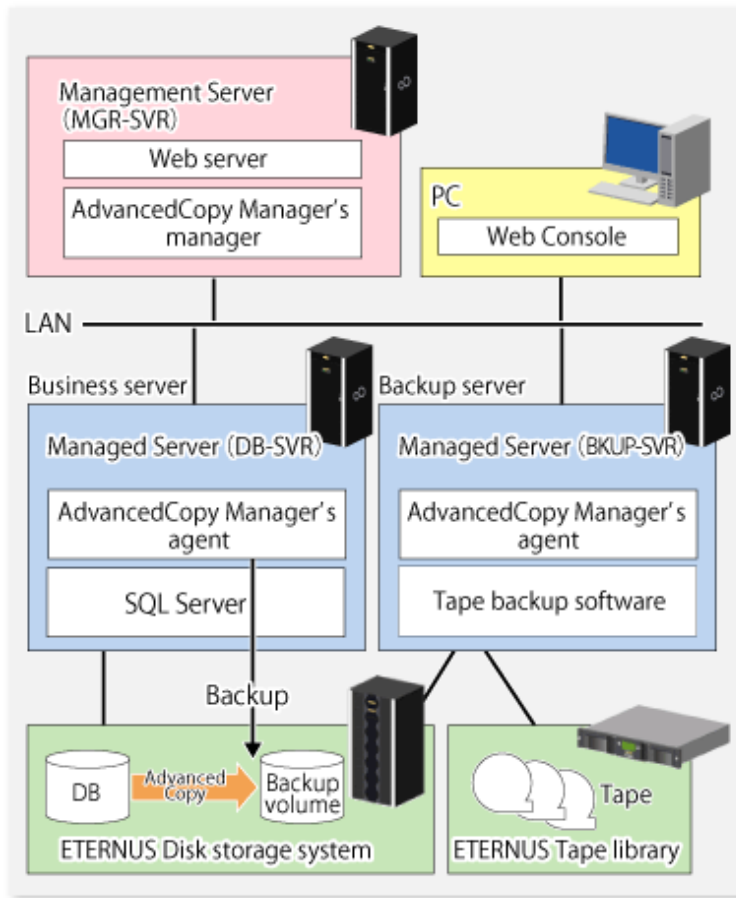 Management Server
(MGR-SVR)
Web server
AdvancedCopy Manager's
manager
PC
Web Console
LAN
Business server
Managed Server (DB-SVR)
AdvancedCopy Manager's
agent
SQL Server
Backup server
Managed Server (BKUP-SVR)
AdvancedCopy Manager's
agent
Tape backup software
Backup
DB
Advanced
Copy
Backup
volume
ETERNUS Disk storage system
Tape
ETERNUS Tape library